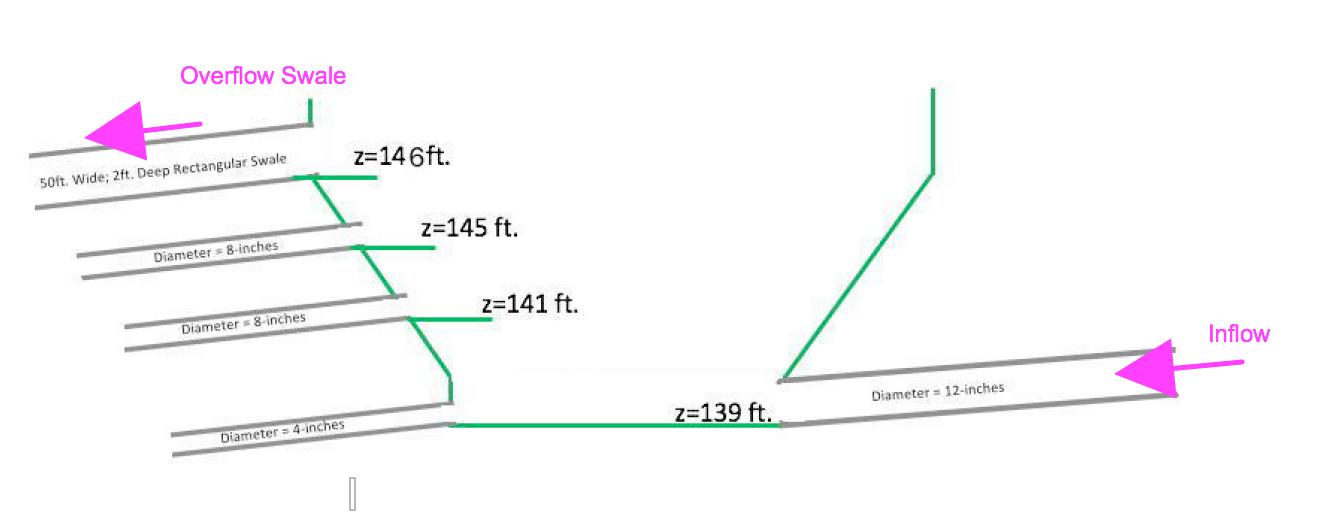 Overflow Swale
50ft. Wide; 2ft. Deep Rectangular Swale
z=146ft.
z=145 ft.
Diameter = 8-inches
z=141 ft.
Diameter = 8-inches
Inflow
Diameter = 12-inches
z=139 ft.
Diameter = 4-inches